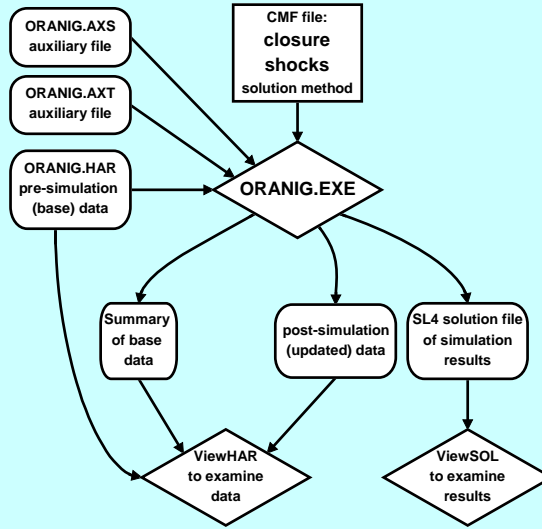 ORANIG.AXS
auxiliary file
CMF file:
closure
shocks
solution method
ORANIG.AXT
auxiliary file
ORANIG.HAR
pre-simulation
(base) data
ORANIG.EXE
Summary
of base
data
post-simulation
(updated) data
SL4 solution file
of simulation
results
ViewHAR
to examine
data
ViewSOL
to examine
results